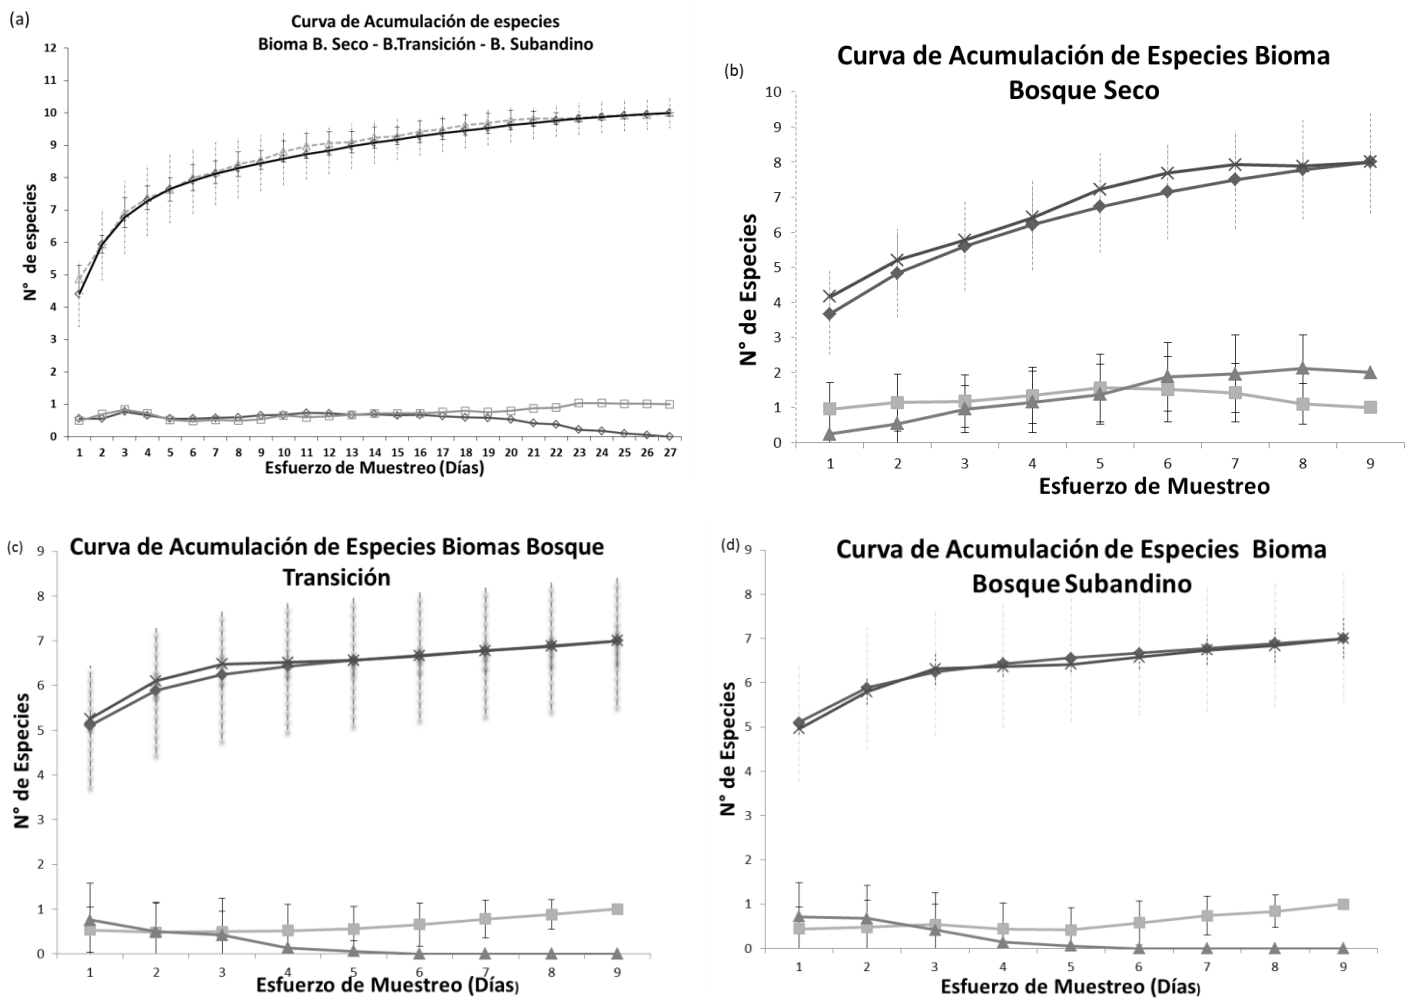 (a)
Curva de Acumulación de especies
Bioma B. Seco - B.Transición - B. Subandino
N° de especies
12
11
10
9
8
7
6
5
4
3
2
1
0
1 2 3 4 5 6 7 8 9 10 11 12 13 14 15 16 17 18 19 20 21 22 23 24 25 26 27
Esfuerzo de Muestreo (Días)
(b)
Curva de Acumulación de Especies Bioma
Bosque Seco
N° de Especies
10
9
8
7
6
5
4
3
2
1
0
1 2 3 4 5 6 7 8 9
Esfuerzo de Muestreo
(c)
Curva de Acumulación de Especies Biomas Bosque
Transición
N° de Especies
9
8
7
6
5
4
3
2
1
0
1 2 3 4 5 6 7 8 9
Esfuerzo de Muestreo (Días)
(d)
Curva de Acumulación de Especies Bioma
Bosque Subandino
N° de Especies
9
8
7
6
5
4
3
2
1
0
1 2 3 4 5 6 7 8 9
Esfuerzo de Muestreo (Días)